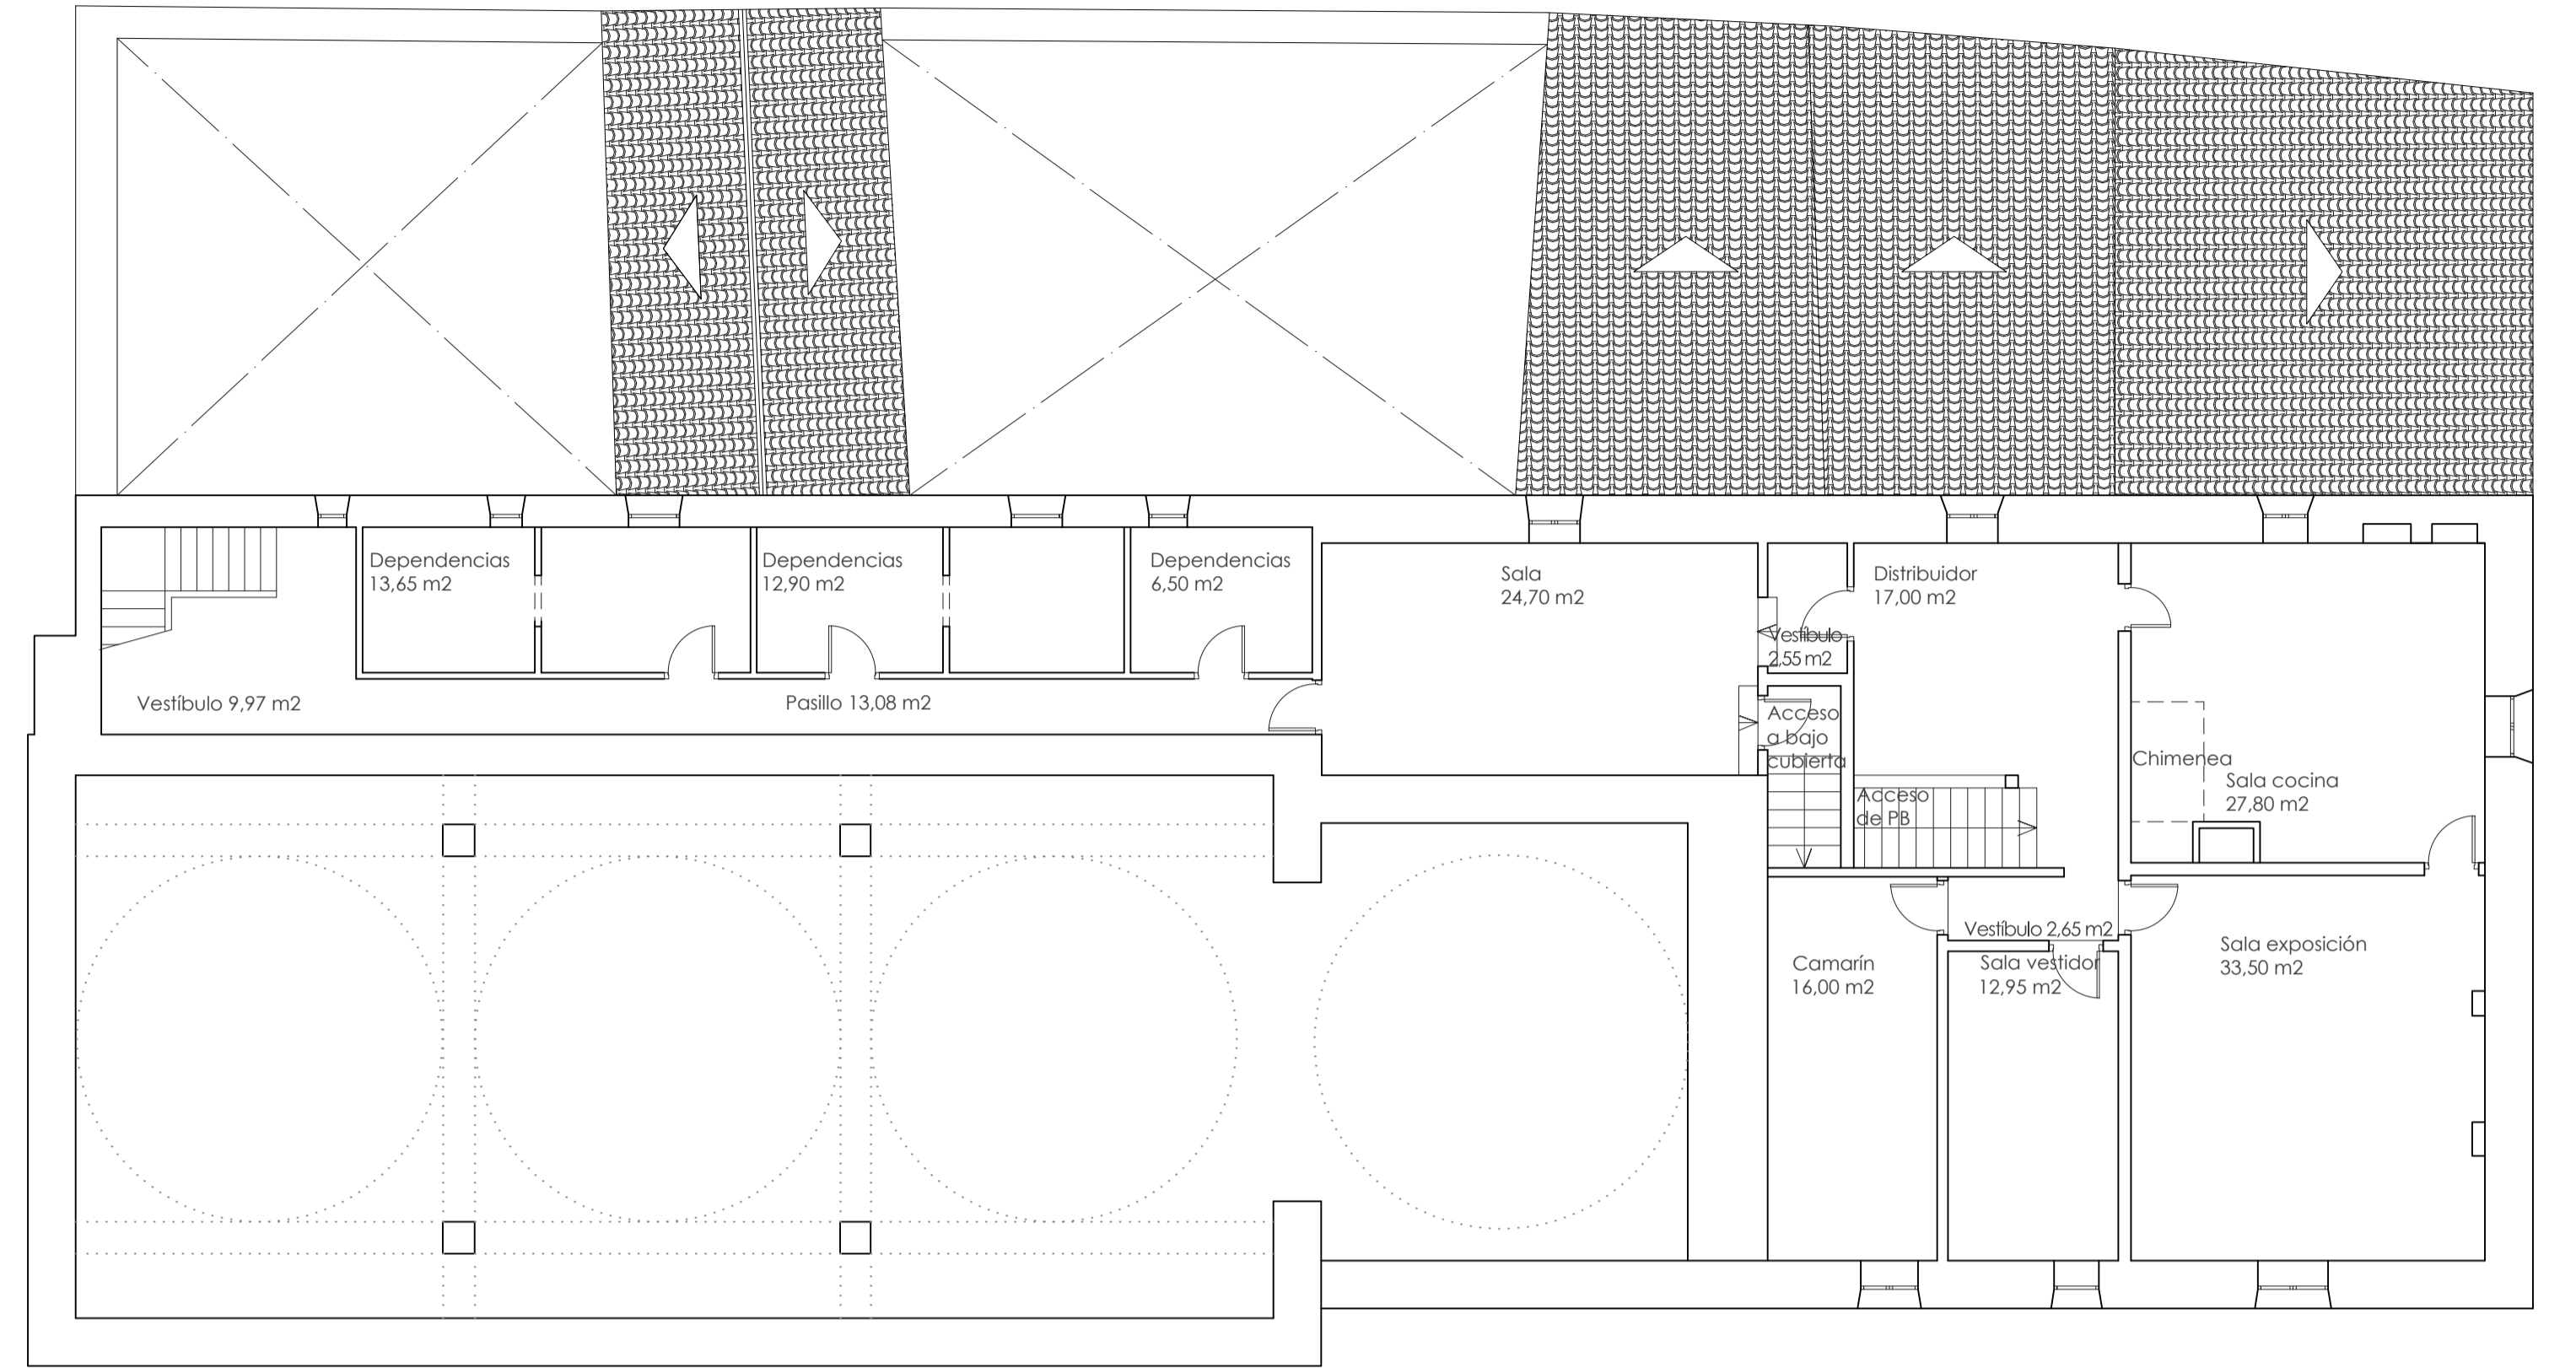 Dependencias
13,65 m2
Dependencias
12,90 m2
Dependencias
6,50 m2
Sala
24,70 m2
Distribuidor
17,00 m2
Vestíbulo
2,55 m2
Vestíbulo 9,97 m2
Pasillo 13,08 m2
Acceso
a bajo
cubierta
Chimenea
Sala cocina
27,80 m2
Acceso
de PB
Vestíbulo 2,65 m2
Camarín
16,00 m2
Sala vestidor
12,95 m2
Sala exposición
33,50 m2